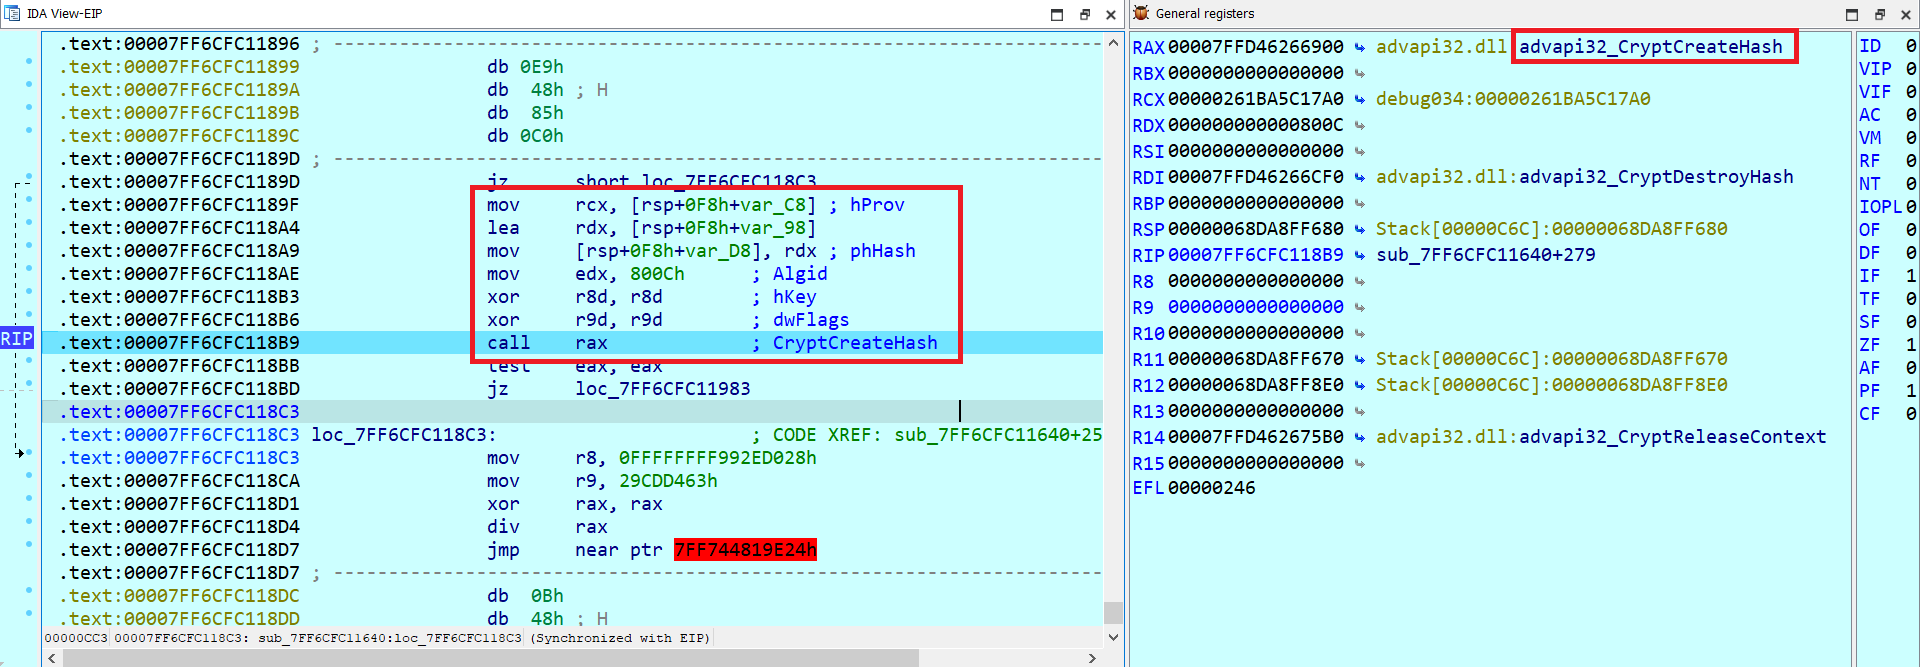 IDA View-EIP
.text:00007FF6CFC11896 ; ---------------------------------------------------------------------------
.text:00007FF6CFC11899 db 0E9h
.text:00007FF6CFC1189A db 48h ; H
.text:00007FF6CFC1189B db 85h
.text:00007FF6CFC1189C db 0C0h
.text:00007FF6CFC1189D ; ---------------------------------------------------------------------------
.text:00007FF6CFC1189D jz short loc_7FF6CFC118C3
.text:00007FF6CFC1189F mov rcx, [rsp+0F8h+var_C8] ; hProv
.text:00007FF6CFC118A4 lea rdx, [rsp+0F8h+var_98]
.text:00007FF6CFC118A9 mov [rsp+0F8h+var_D8], rdx ; phHash
.text:00007FF6CFC118AE mov edx, 800Ch ; Algid
.text:00007FF6CFC118B3 xor r8d, r8d ; hKey
.text:00007FF6CFC118B6 xor r9d, r9d ; dwFlags
RIP .text:00007FF6CFC118B9 call rax ; CryptCreateHash
.text:00007FF6CFC118BB test eax, eax
.text:00007FF6CFC118BD jz loc_7FF6CFC11983
.text:00007FF6CFC118C3
.text:00007FF6CFC118C3 loc_7FF6CFC118C3: ; CODE XREF: sub_7FF6CFC11640+25
.text:00007FF6CFC118C3 mov r8, 0FFFFFFFF992ED028h
.text:00007FF6CFC118CA mov r9, 29CDD463h
.text:00007FF6CFC118D1 xor rax, rax
.text:00007FF6CFC118D4 div rax
.text:00007FF6CFC118D7 jmp near ptr 7FF744819E24h
.text:00007FF6CFC118D7 ; ---------------------------------------------------------------------------
.text:00007FF6CFC118DC db 0Bh
.text:00007FF6CFC118DD db 48h ; H
00000CC3 00007FF6CFC118C3: sub_7FF6CFC11640:loc_7FF6CFC118C3 (Synchronized with EIP)
General registers
RAX 00007FFD46266900 advapi32.dll advapi32_CryptCreateHash
RBX 0000000000000000
RCX 00000261BA5C17A0 debug034:00000261BA5C17A0
RDX 000000000000800C
RSI 0000000000000000
RDI 00007FFD46266CF0 advapi32.dll:advapi32_CryptDestroyHash
RBP 0000000000000000
RSP 00000068DA8FF680 Stack[00000C6C]:00000068DA8FF680
RIP 00007FF6CFC118B9 sub_7FF6CFC11640+279
R8 0000000000000000
R9 0000000000000000
R10 0000000000000000
R11 00000068DA8FF670 Stack[00000C6C]:00000068DA8FF670
R12 00000068DA8FF8E0 Stack[00000C6C]:00000068DA8FF8E0
R13 0000000000000000
R14 00007FFD462675B0 advapi32.dll:advapi32_CryptReleaseContext
R15 0000000000000000
EFL 00000246
ID 0
VIP 0
VIF 0
AC 0
VM 0
RF 0
NT 0
IOPL 0
OF 0
DF 0
IF 1
TF 0
SF 0
ZF 1
AF 0
PF 1
CF 0